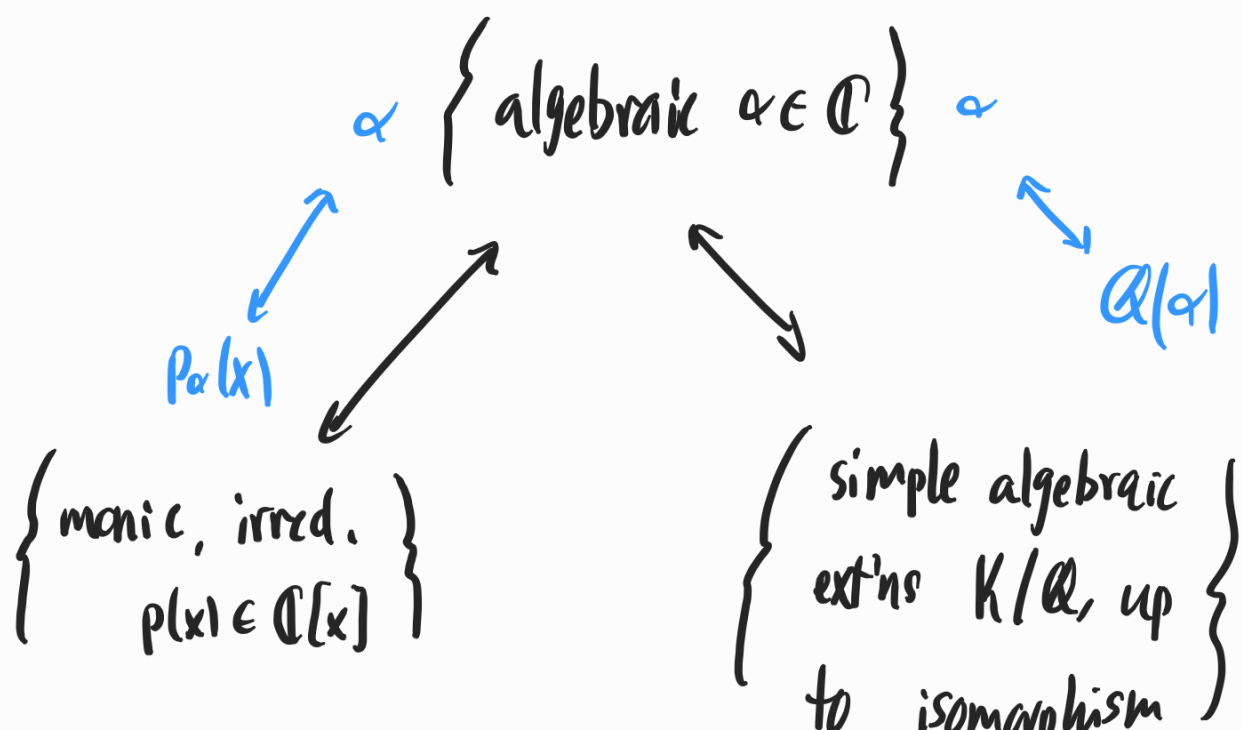 α { algebraic α ∈ ℂ } α
ℚ(α)
pα(x)
{ monic, irred.
p(x) ∈ ℂ[x] }
{ simple algebraic
ext'ns K/ℚ, up
to isomorphism }